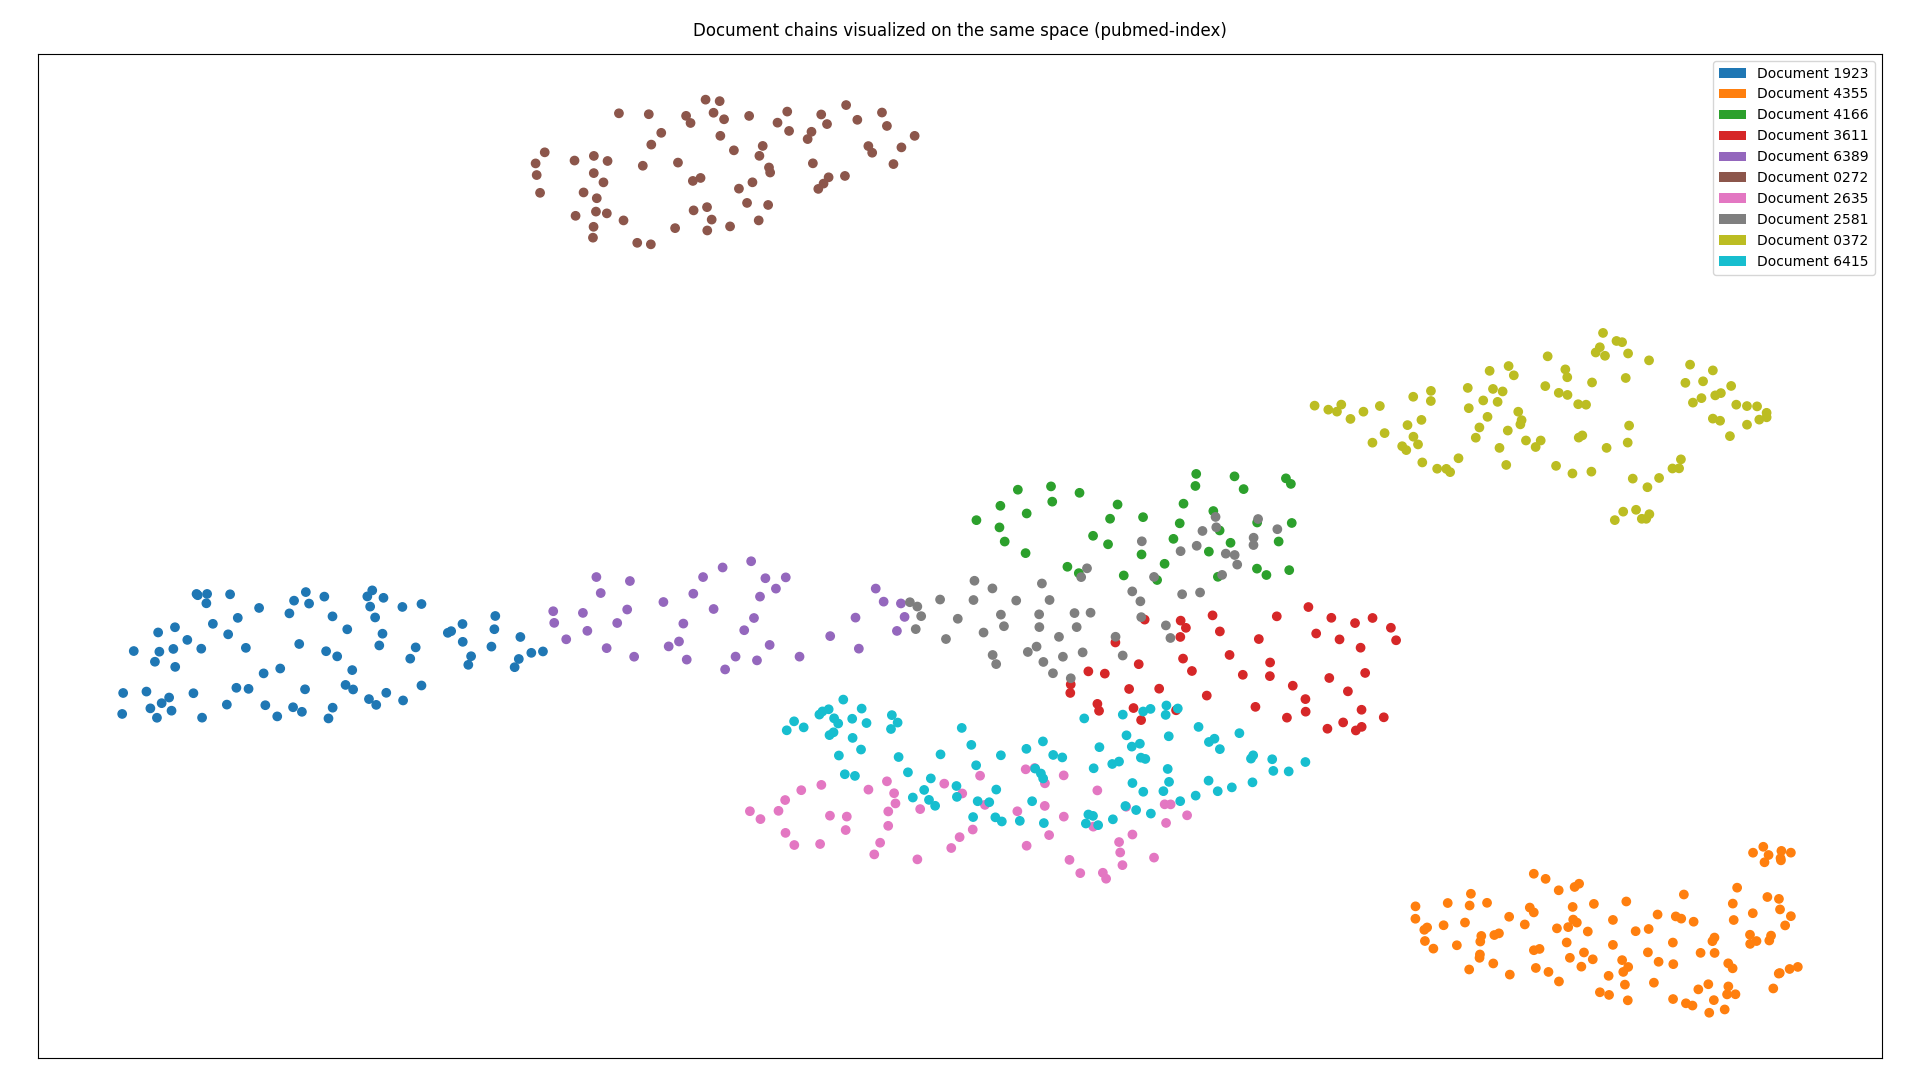 Document chains visualized on the same space (pubmed-index)
Document 1923
Document 4355
Document 4166
Document 3611
Document 6389
Document 0272
Document 2635
Document 2581
Document 0372
Document 6415